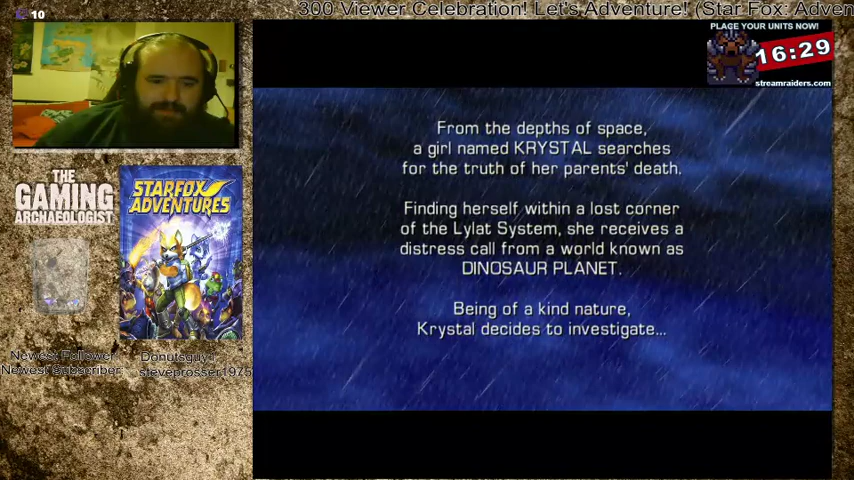 10
300 Viewer Celebration! Let's Adventure! (Star Fox: Adven
PLACE YOUR UNITS NOW!
16:29
streamraiders.com
From the depths of space,
a girl named KRYSTAL searches
for the truth of her parents' death.
Finding herself within a lost corner
of the Lylat System, she receives a
distress call from a world known as
DINOSAUR PLANET.
Being of a kind nature,
Krystal decides to investigate...
THE
GAMING
ARCHAEOLOGIST
STARFOX
ADVENTURES
Newest Follower
Donutsguy1
Newest Subscriber:
steveprosser1975